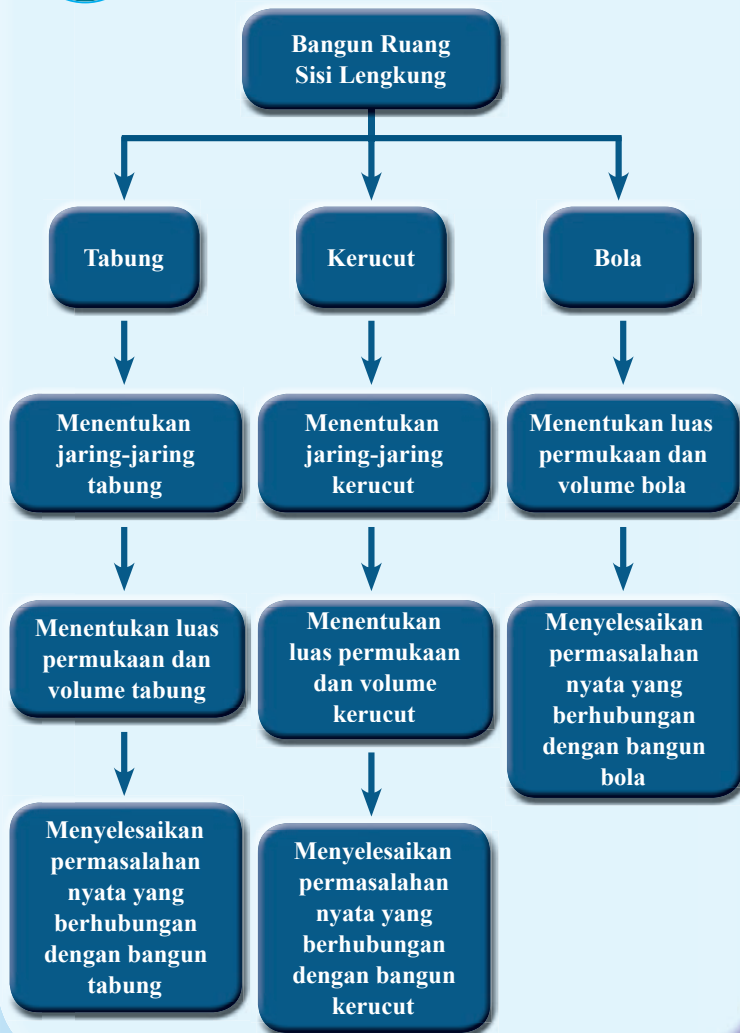 Bangun Ruang
Sisi Lengkung
Tabung
Kerucut
Bola
Menentukan
jaring-jaring
tabung
Menentukan
jaring-jaring
kerucut
Menentukan luas
permukaan dan
volume bola
Menentukan luas
permukaan dan
volume tabung
Menentukan
luas permukaan
dan volume
kerucut
Menyelesaikan
permasalahan
nyata yang
berhubungan
dengan bangun
bola
Menyelesaikan
permasalahan
nyata yang
berhubungan
dengan bangun
tabung
Menyelesaikan
permasalahan
nyata yang
berhubungan
dengan bangun
kerucut